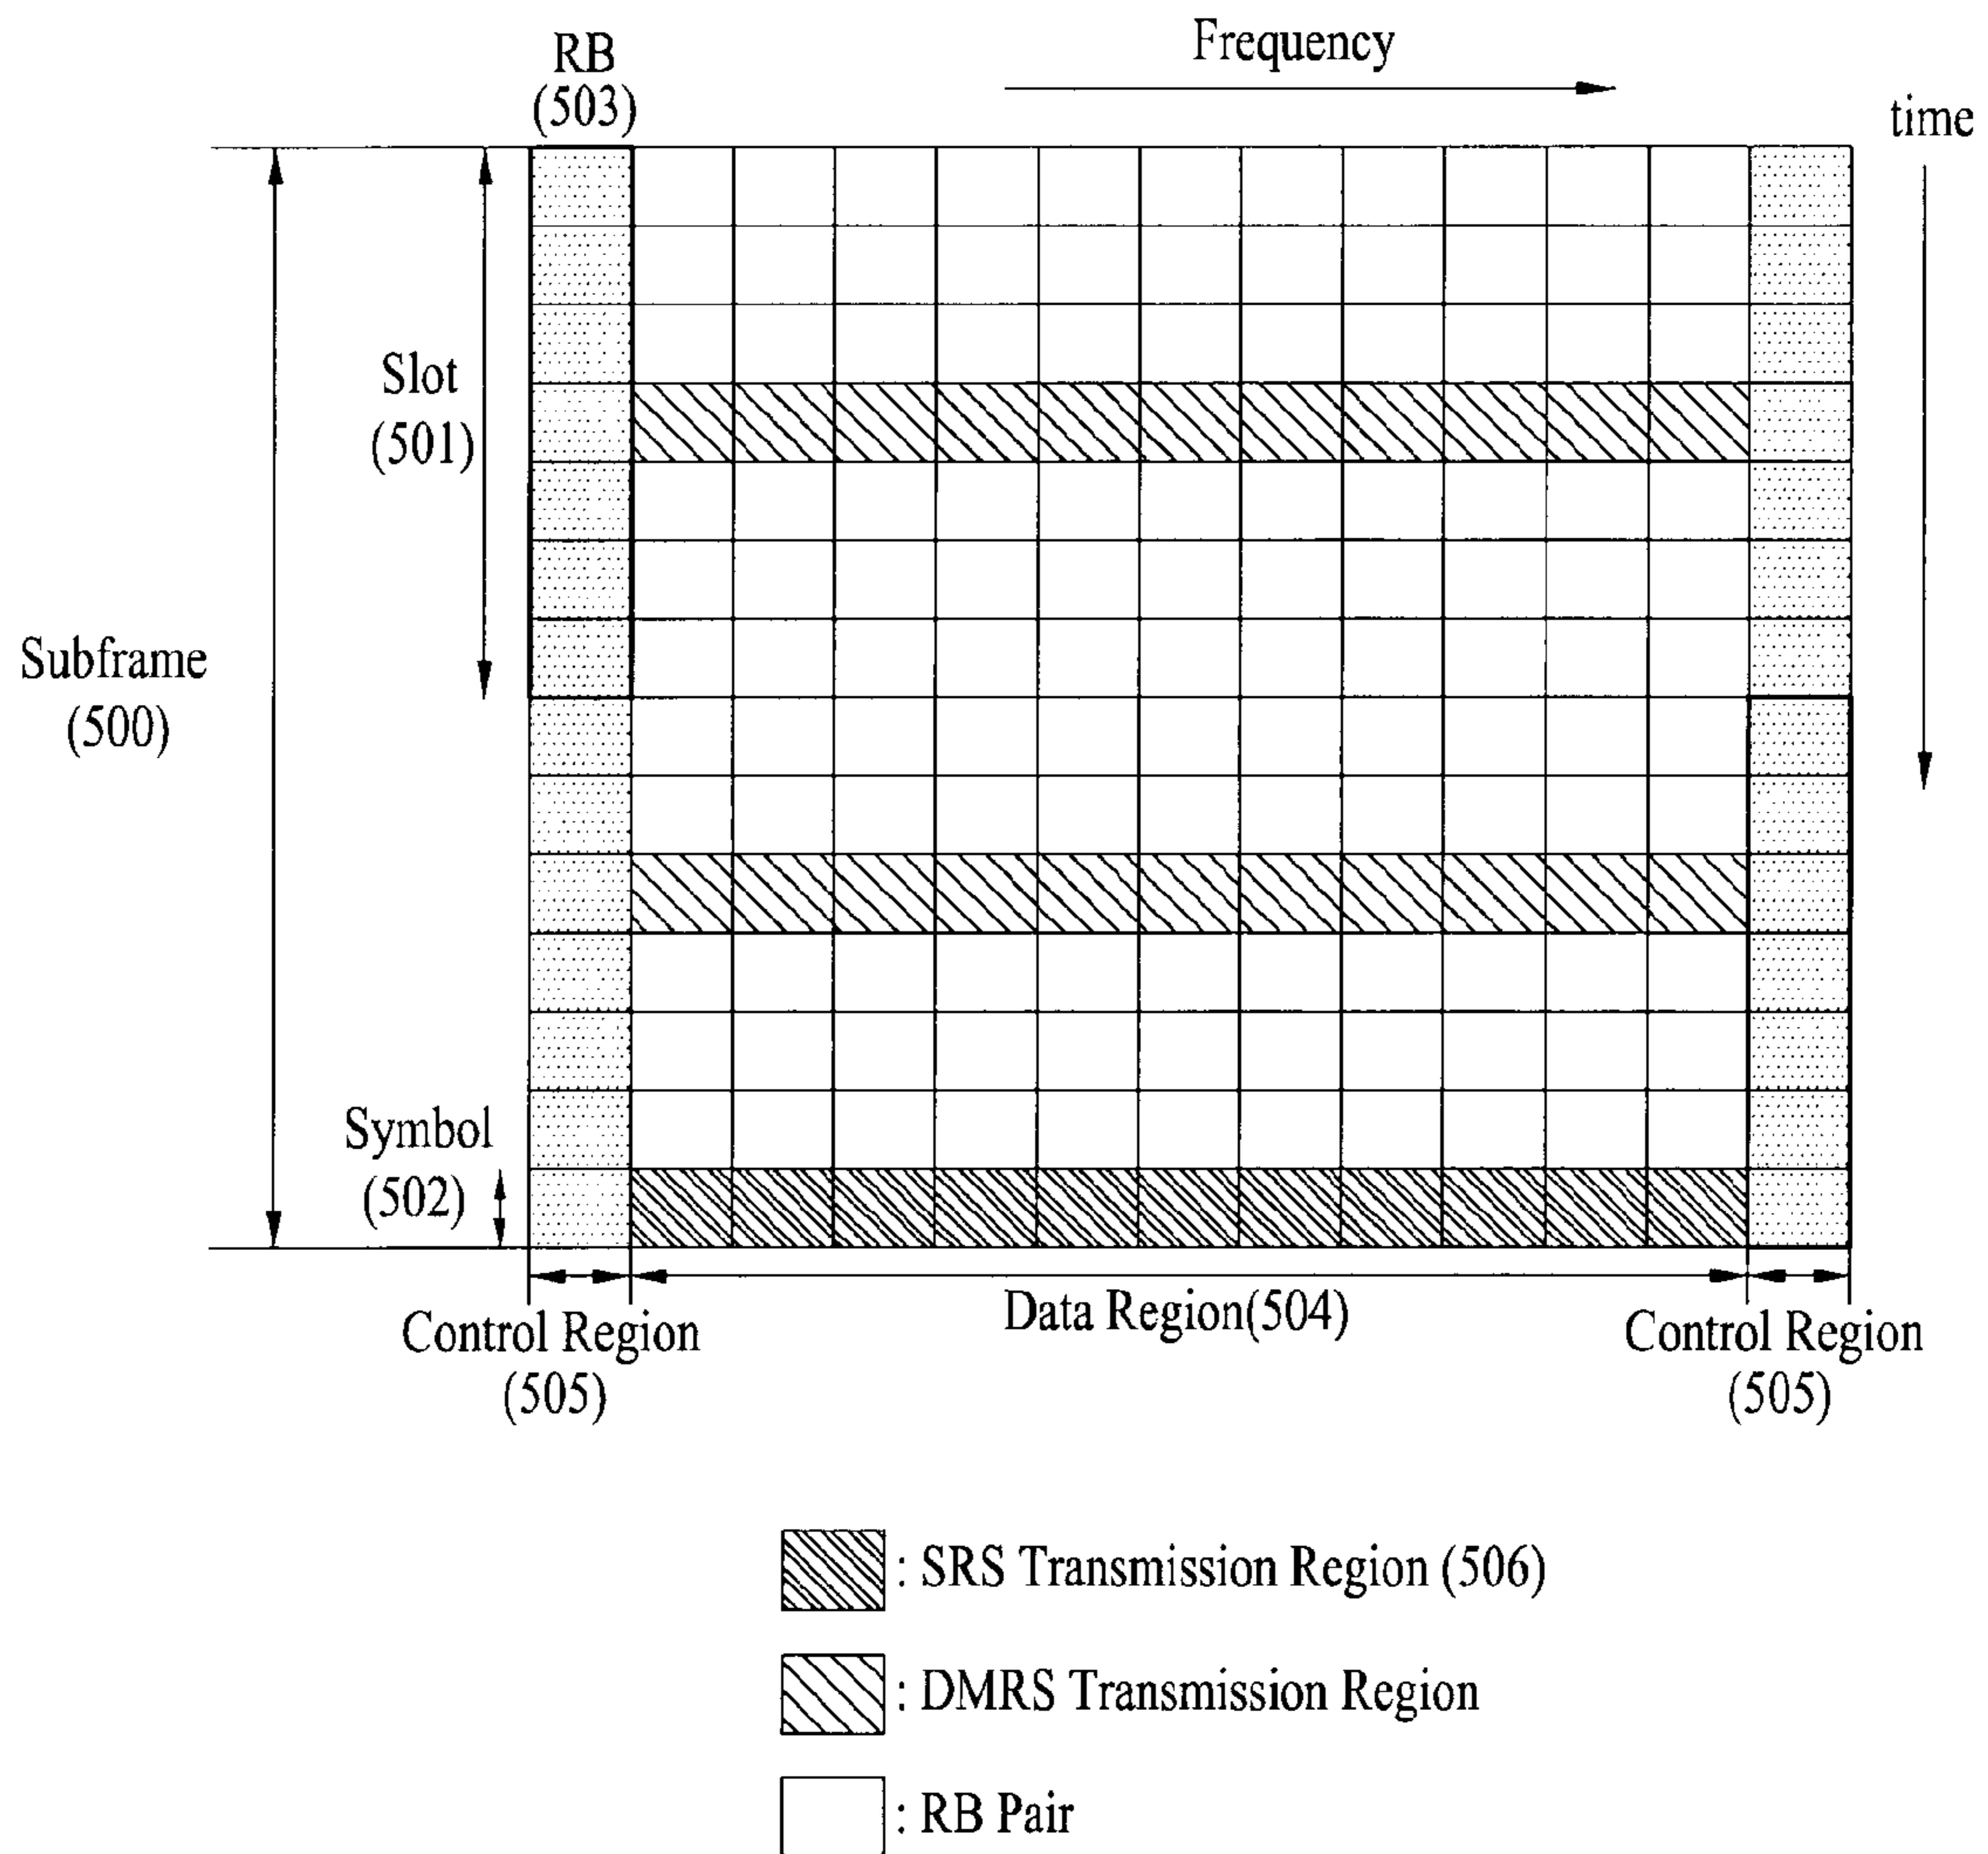 RB
(503)
Frequency
time
Slot
(501)
Subframe
(500)
Symbol
(502)
Control Region
(505)
Data Region(504)
Control Region
(505)
: SRS Transmission Region (506)
: DMRS Transmission Region
: RB Pair